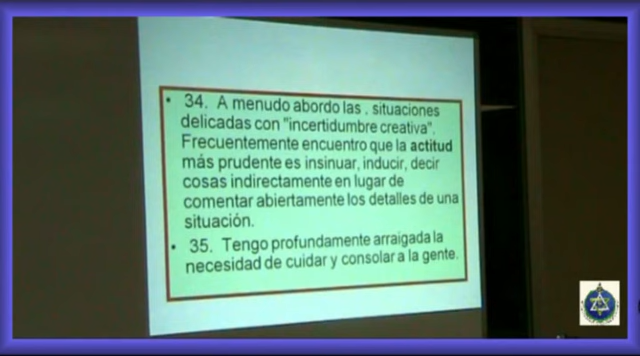 • 34. A menudo abordo las . situaciones
delicadas con "incertidumbre creativa".
Frecuentemente encuentro que la actitud
más prudente es insinuar, inducir, decir
cosas indirectamente en lugar de
comentar abiertamente los detalles de una
situación.
• 35. Tengo profundamente arraigada la
necesidad de cuidar y consolar a la gente.